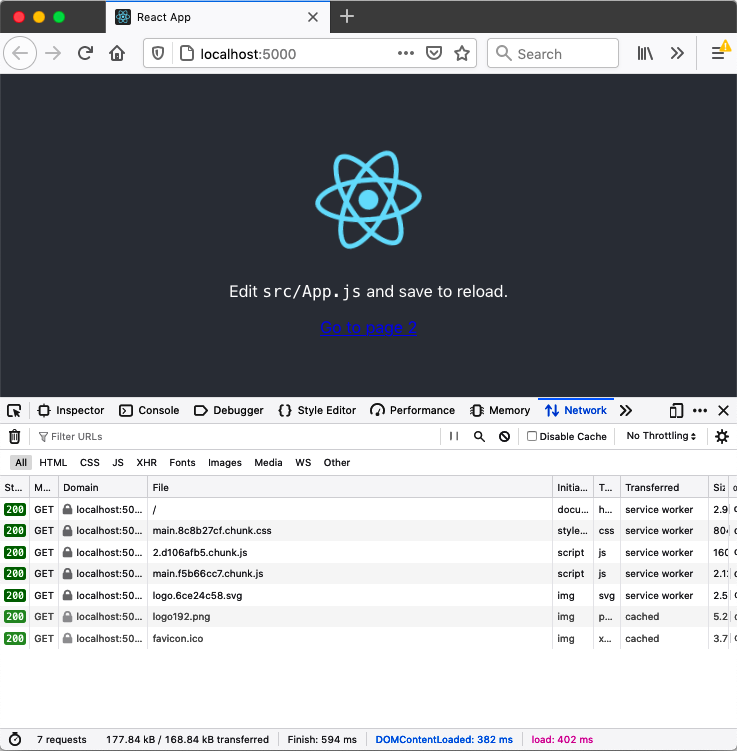 React App
localhost:5000
Search
Edit src/App.js and save to reload.
Go to page 2
Inspector Console Debugger Style Editor Performance Memory Network
Filter URLs Disable Cache No Throttling
All HTML CSS JS XHR Fonts Images Media WS Other
St... M... Domain File Initia... T... Transferred
200 GET localhost:50... / docu... h... service worker 2.9
200 GET localhost:50... main.8c8b27cf.chunk.css style... css service worker 804
200 GET localhost:50... 2.d106afb5.chunk.js script js service worker 160
200 GET localhost:50... main.f5b66cc7.chunk.js script js service worker
200 GET localhost:50... logo.6ce24c58.svg img svg service worker 2.5
200 GET localhost:50... logo192.png img p... cached 5.2
200 GET localhost:50... favicon.ico img x... cached 3.7
7 requests 177.84 kB / 168.84 kB transferred Finish: 594 ms DOMContentLoaded: 382 ms load: 402 ms